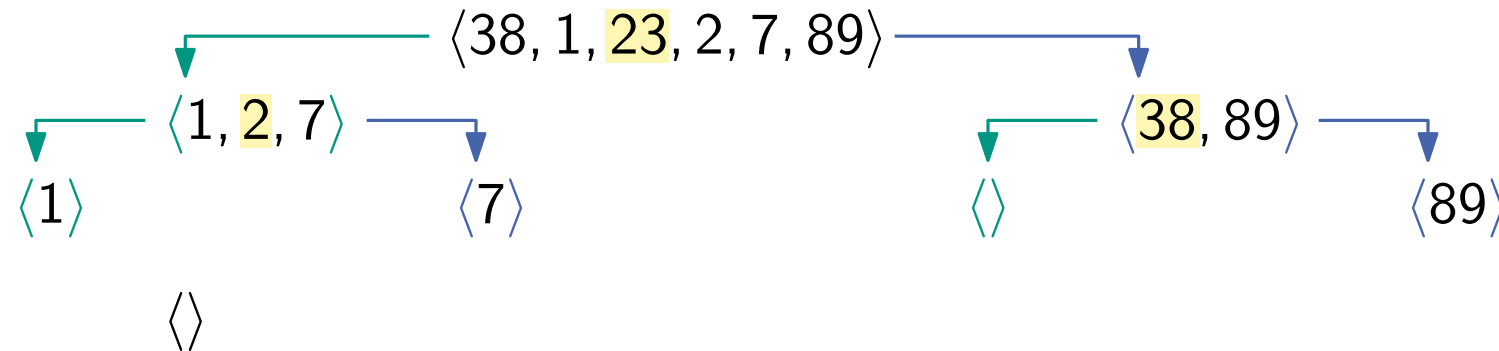 ⟨38, 1, 23, 2, 7, 89⟩
⟨1, 2, 7⟩ ⟨38, 89⟩
⟨1⟩ ⟨7⟩ ⟨⟩ ⟨89⟩
⟨⟩